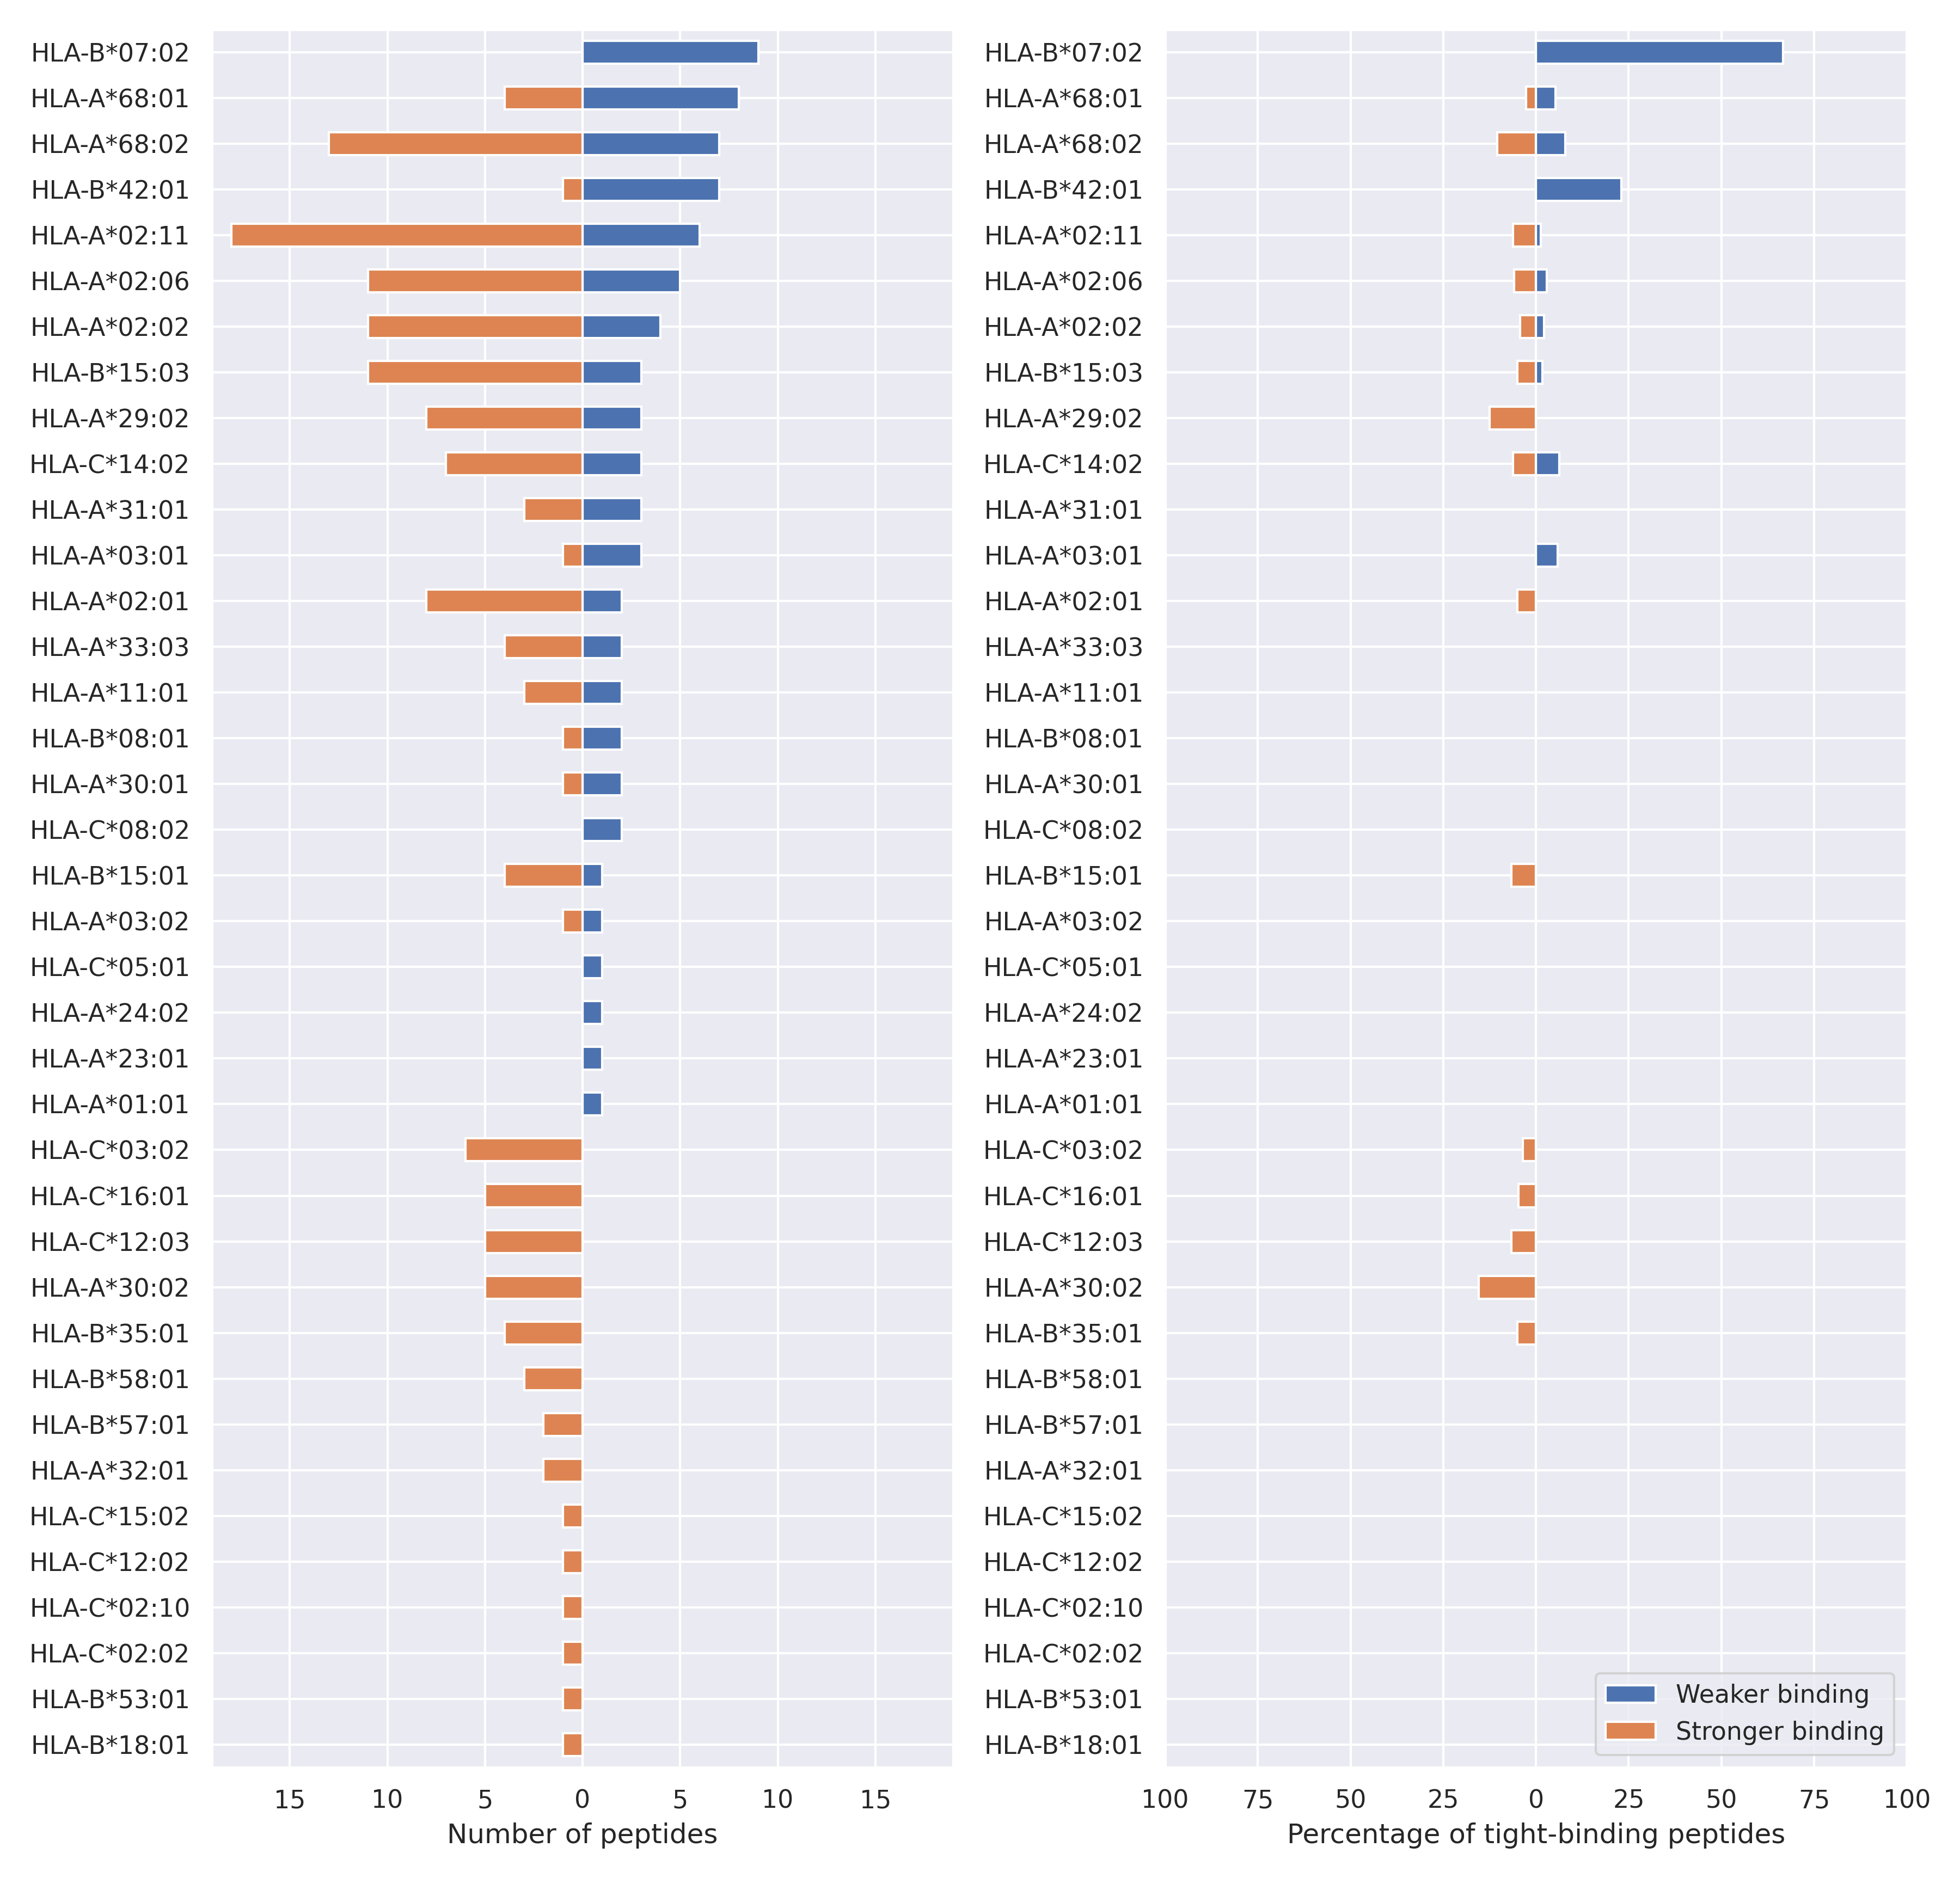 HLA-B*07:02
HLA-A*68:01
HLA-A*68:02
HLA-B*42:01
HLA-A*02:11
HLA-A*02:06
HLA-A*02:02
HLA-B*15:03
HLA-A*29:02
HLA-C*14:02
HLA-A*31:01
HLA-A*03:01
HLA-A*02:01
HLA-A*33:03
HLA-A*11:01
HLA-B*08:01
HLA-A*30:01
HLA-C*08:02
HLA-B*15:01
HLA-A*03:02
HLA-C*05:01
HLA-A*24:02
HLA-A*23:01
HLA-A*01:01
HLA-C*03:02
HLA-C*16:01
HLA-C*12:03
HLA-A*30:02
HLA-B*35:01
HLA-B*58:01
HLA-B*57:01
HLA-A*32:01
HLA-C*15:02
HLA-C*12:02
HLA-C*02:10
HLA-C*02:02
HLA-B*53:01
HLA-B*18:01
15 10 5 0 5 10 15
Number of peptides
HLA-B*07:02
HLA-A*68:01
HLA-A*68:02
HLA-B*42:01
HLA-A*02:11
HLA-A*02:06
HLA-A*02:02
HLA-B*15:03
HLA-A*29:02
HLA-C*14:02
HLA-A*31:01
HLA-A*03:01
HLA-A*02:01
HLA-A*33:03
HLA-A*11:01
HLA-B*08:01
HLA-A*30:01
HLA-C*08:02
HLA-B*15:01
HLA-A*03:02
HLA-C*05:01
HLA-A*24:02
HLA-A*23:01
HLA-A*01:01
HLA-C*03:02
HLA-C*16:01
HLA-C*12:03
HLA-A*30:02
HLA-B*35:01
HLA-B*58:01
HLA-B*57:01
HLA-A*32:01
HLA-C*15:02
HLA-C*12:02
HLA-C*02:10
HLA-C*02:02
HLA-B*53:01
HLA-B*18:01
Weaker binding
Stronger binding
100 75 50 25 0 25 50 75 100
Percentage of tight-binding peptides